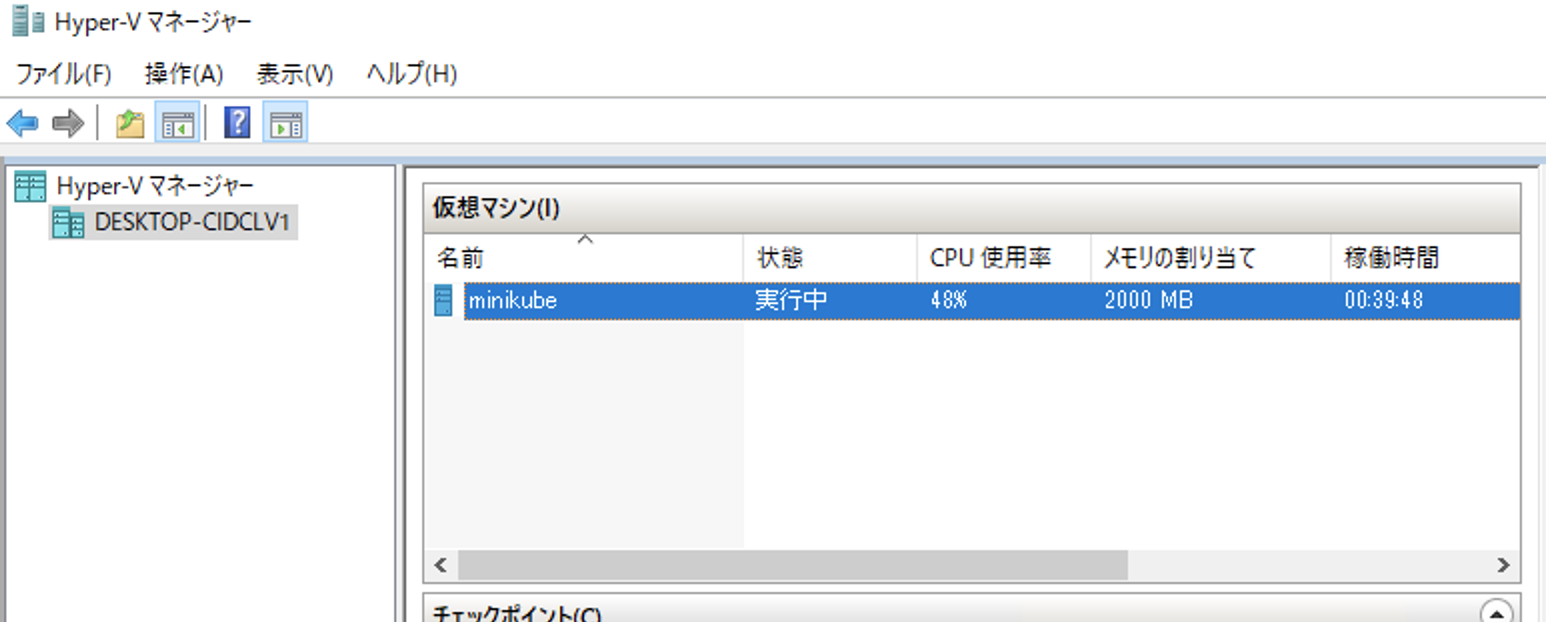 Hyper-V マネージャー
ファイル(F) 操作(A) 表示(V) ヘルプ(H)
Hyper-V マネージャー
DESKTOP-CIDCLV1
仮想マシン(I)
名前 状態 CPU 使用率 メモリの割り当て 稼働時間
minikube 実行中 48% 2000 MB 00:39:48
チェックポイント(C)